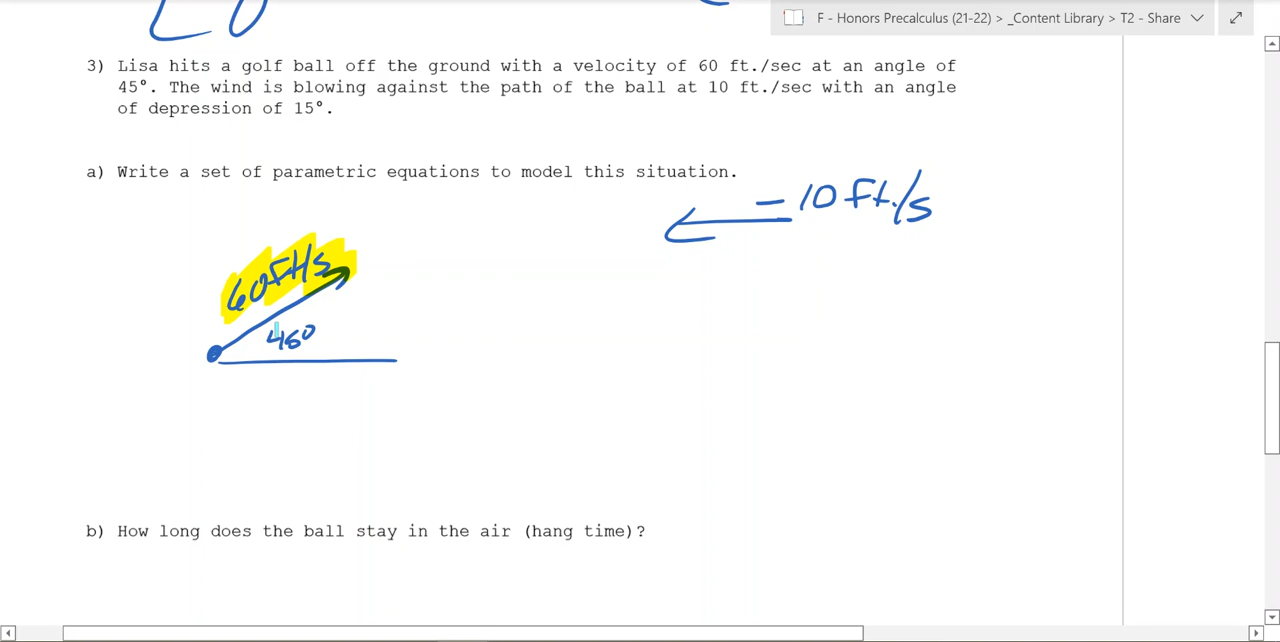 F - Honors Precalculus (21-22) > _Content Library > T2 - Share
3) Lisa hits a golf ball off the ground with a velocity of 60 ft./sec at an angle of
45°. The wind is blowing against the path of the ball at 10 ft./sec with an angle
of depression of 15°.
a) Write a set of parametric equations to model this situation.
- 10 ft./s
60ft/s
45°
b) How long does the ball stay in the air (hang time)?